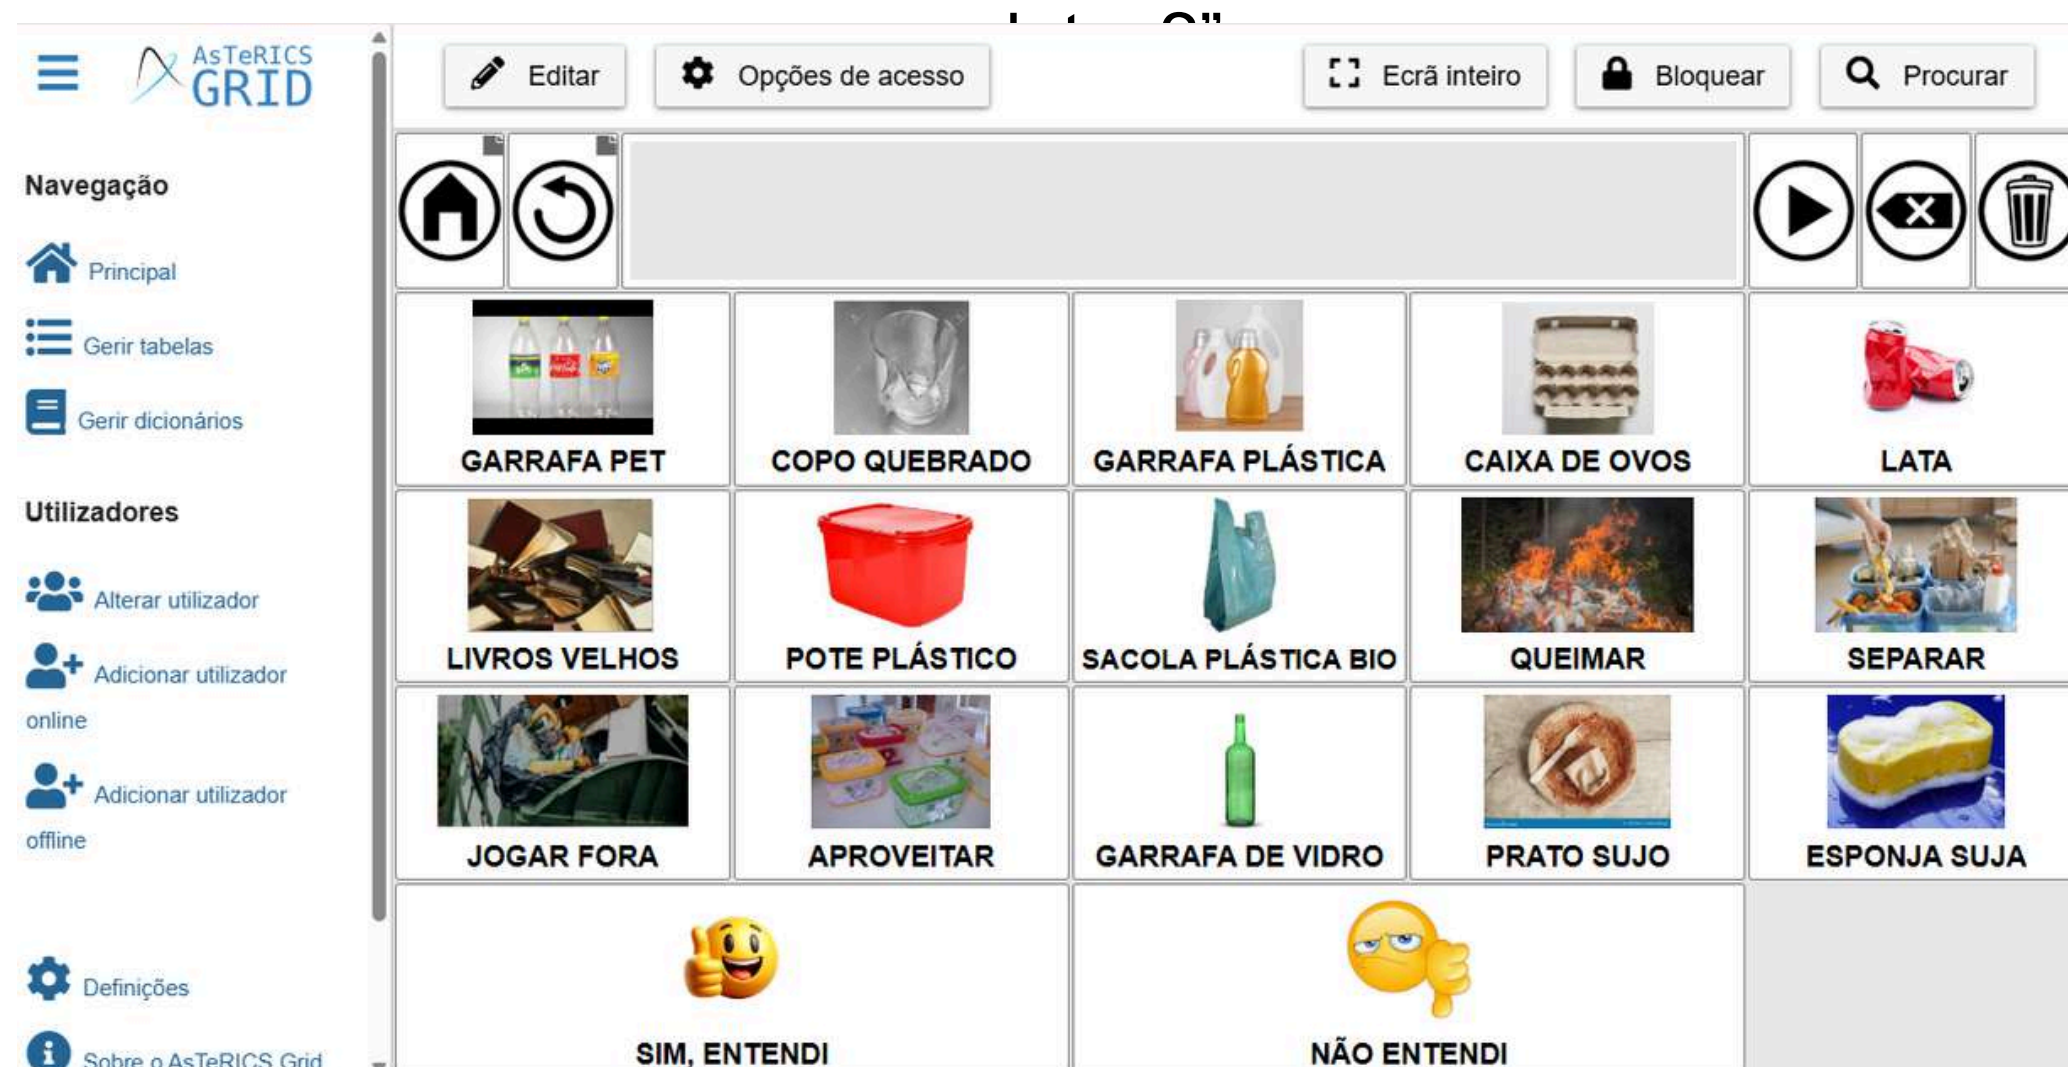 AsTeRICS
GRID
Editar
Opções de acesso
Ecrã inteiro
Bloquear
Procurar
Navegação
Principal
Gerir tabelas
Gerir dicionários
Utilizadores
Alterar utilizador
Adicionar utilizador
online
Adicionar utilizador
offline
Definições
Sobre o AsTeRICS Grid
GARRAFA PET
COPO QUEBRADO
GARRAFA PLÁSTICA
CAIXA DE OVOS
LATA
LIVROS VELHOS
POTE PLÁSTICO
SACOLA PLÁSTICA BIO
QUEIMAR
SEPARAR
JOGAR FORA
APROVEITAR
GARRAFA DE VIDRO
PRATO SUJO
ESPONJA SUJA
SIM, ENTENDI
NÃO ENTENDI